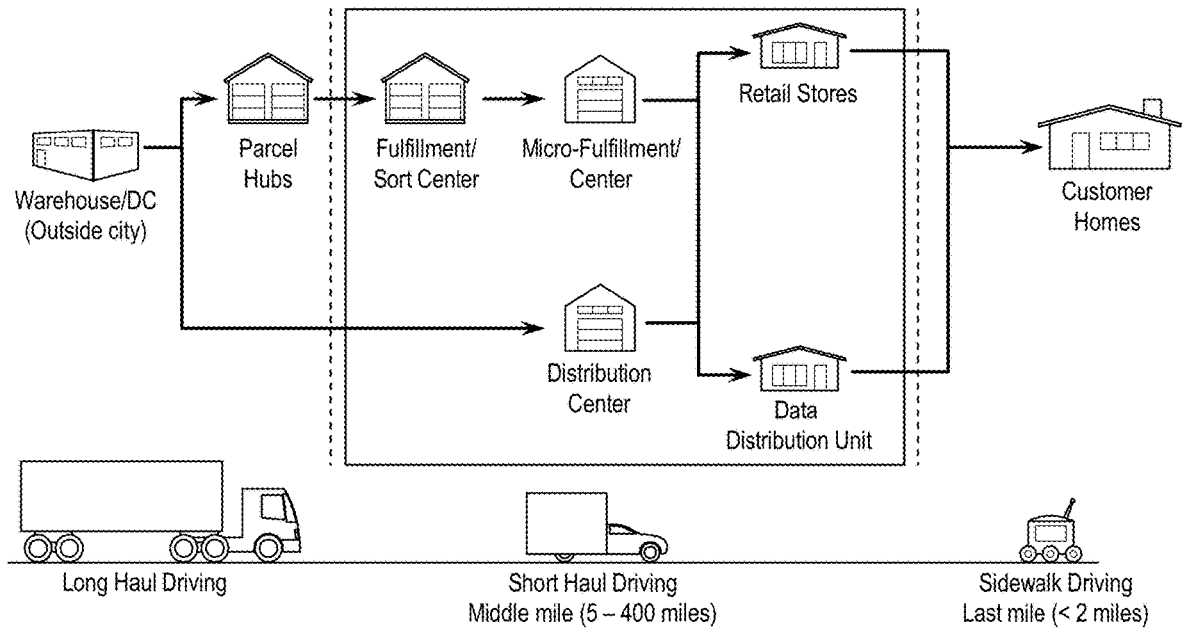 Warehouse/DC
(Outside city)
Parcel
Hubs
Fulfillment/
Sort Center
Micro-Fulfillment/
Center
Retail Stores
Customer
Homes
Distribution
Center
Data
Distribution Unit
Long Haul Driving
Short Haul Driving
Middle mile (5 – 400 miles)
Sidewalk Driving
Last mile (< 2 miles)